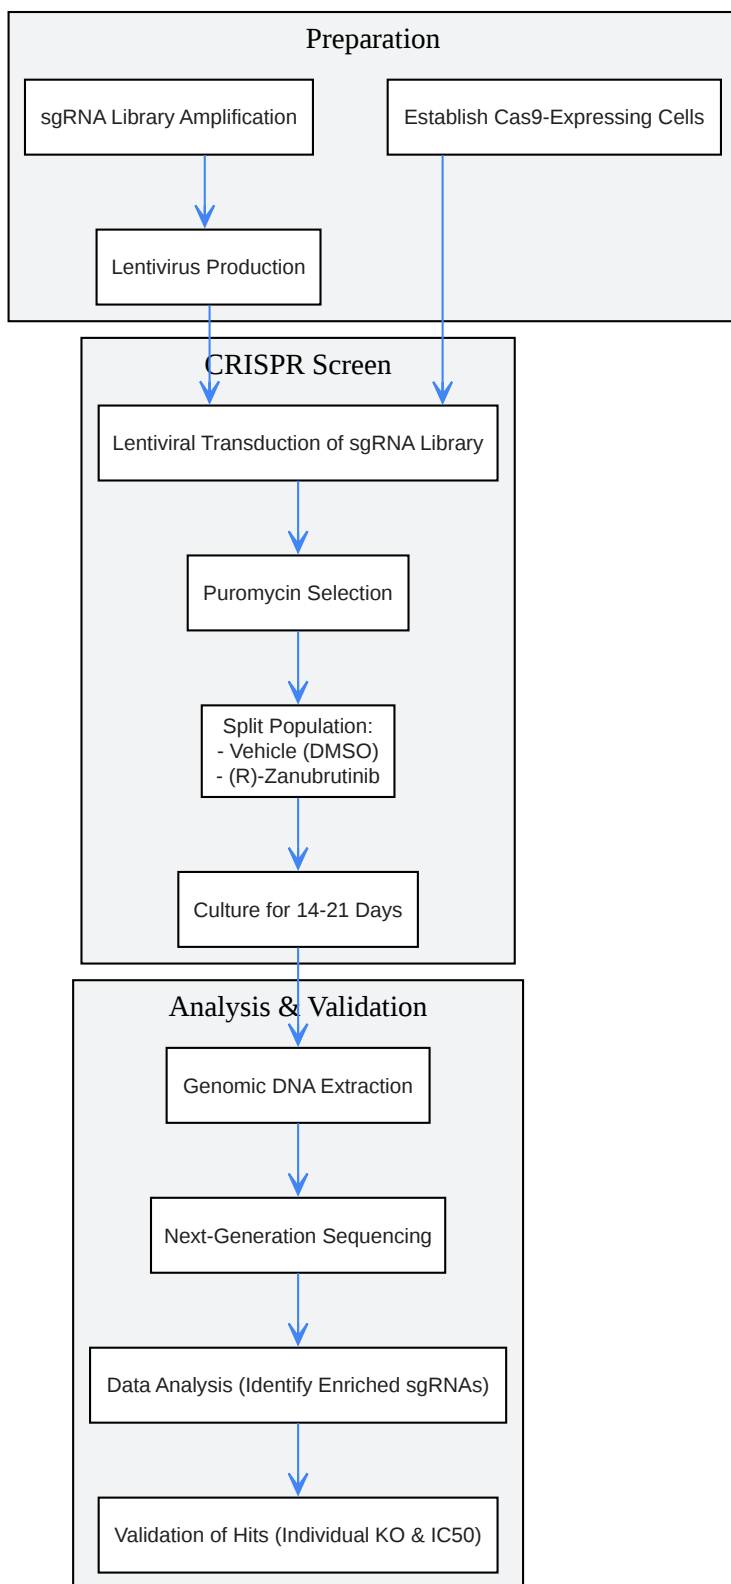 Preparation
sgRNA Library Amplification
Establish Cas9-Expressing Cells
Lentivirus Production
CRISPR Screen
Lentiviral Transduction of sgRNA Library
Puromycin Selection
Split Population:
- Vehicle (DMSO)
- (R)-Zanubrutinib
Culture for 14-21 Days
Analysis & Validation
Genomic DNA Extraction
Next-Generation Sequencing
Data Analysis (Identify Enriched sgRNAs)
Validation of Hits (Individual KO & IC50)